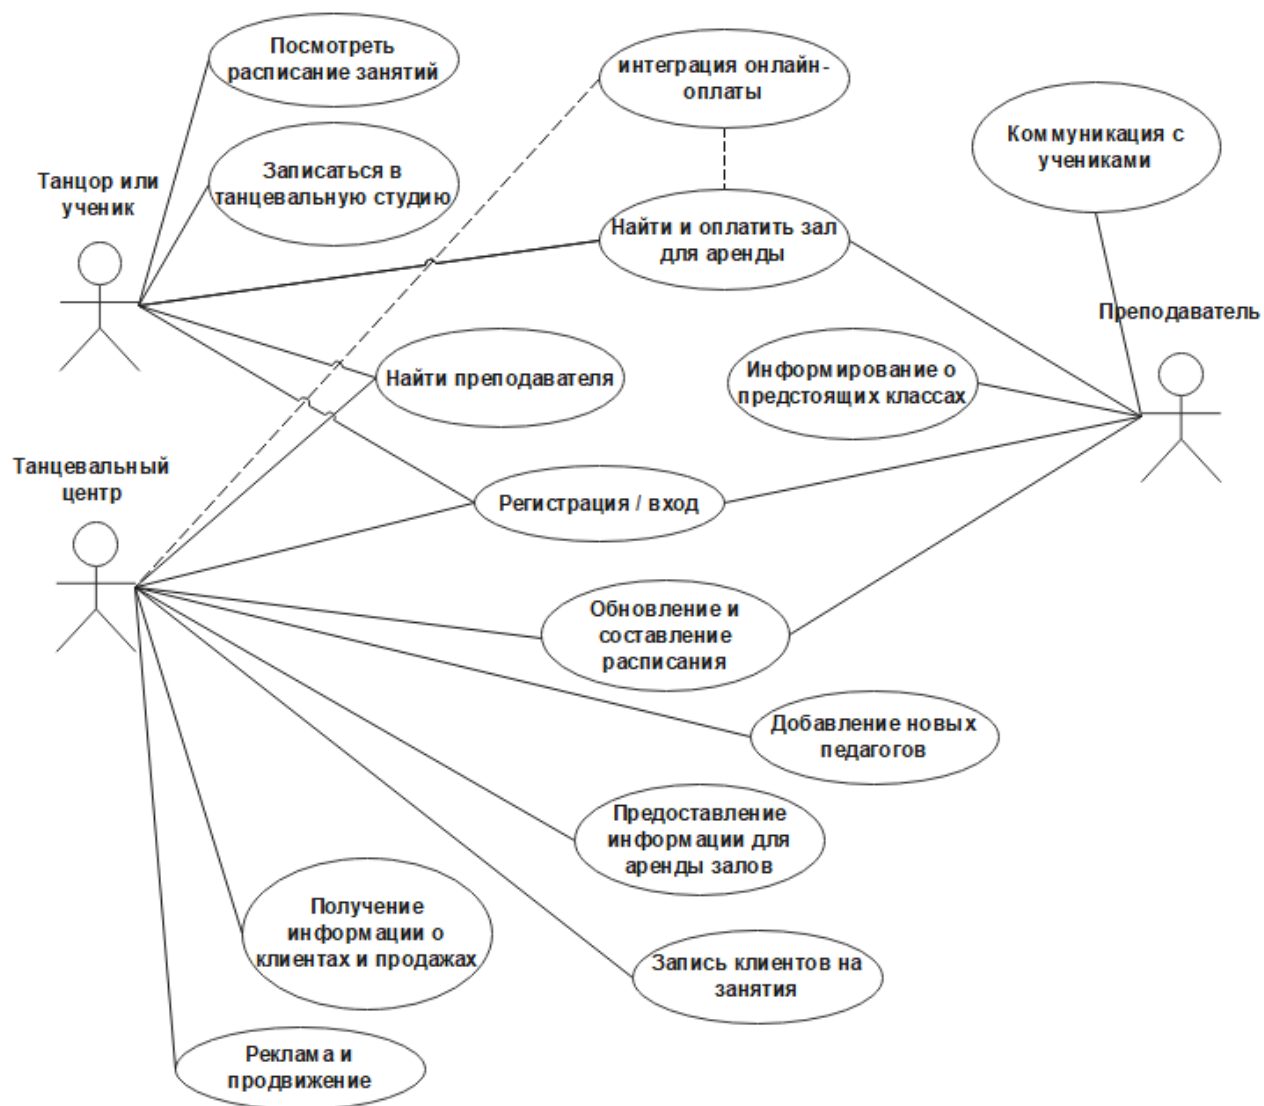 Посмотреть
расписание занятий
интеграция онлайн-
оплаты
Коммуникация с
учениками
Записаться в
танцевальную студию
Танцор или
ученик
Найти и оплатить зал
для аренды
Преподаватель
Найти преподавателя
Информирование о
предстоящих классах
Танцевальный
центр
Регистрация / вход
Обновление и
составление
расписания
Добавление новых
педагогов
Предоставление
информации для
аренды залов
Получение
информации о
клиентах и продажах
Запись клиентов на
занятия
Реклама и
продвижение